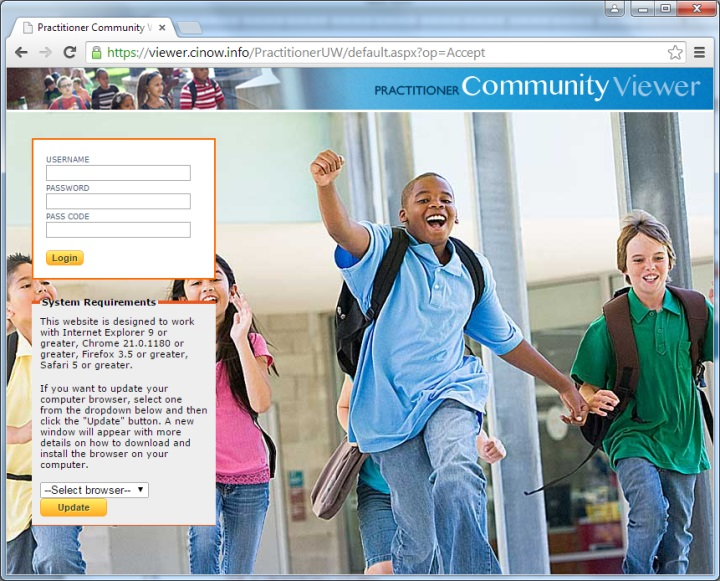 Practitioner Community V
https://viewer.cinow.info/PractitionerUW/default.aspx?op=Accept
PRACTITIONER Community Viewer
USERNAME
PASSWORD
PASS CODE
Login
System Requirements
This website is designed to work
with Internet Explorer 9 or
greater, Chrome 21.0.1180 or
greater, Firefox 3.5 or greater,
Safari 5 or greater.
If you want to update your
computer browser, select one
from the dropdown below and then
click the "Update" button. A new
window will appear with more
details on how to download and
install the browser on your
computer.
--Select browser--
Update